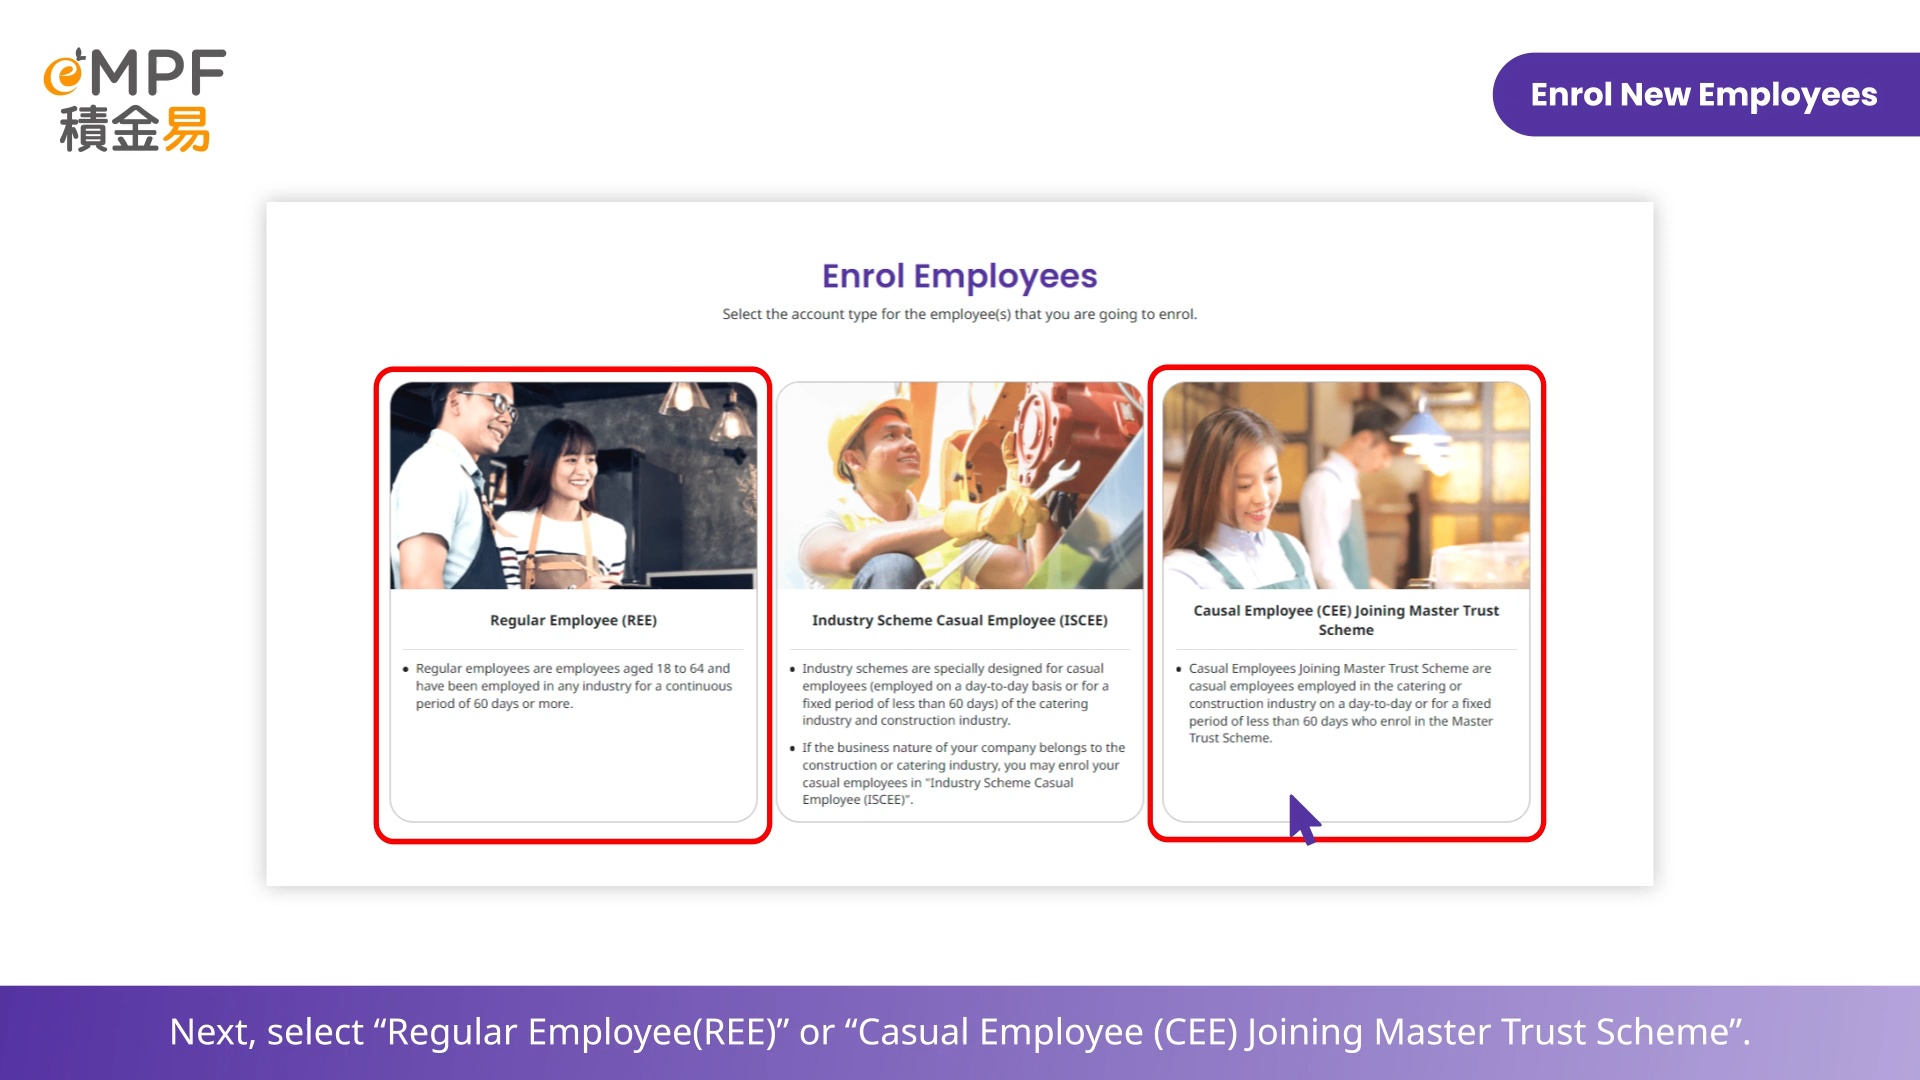 eMPF
積金易
Enrol New Employees
Enrol Employees
Select the account type for the employee(s) that you are going to enrol.
Regular Employee (REE)
• Regular employees are employees aged 18 to 64 and
have been employed in any industry for a continuous
period of 60 days or more.
Industry Scheme Casual Employee (ISCEE)
• Industry schemes are specially designed for casual
employees (employed on a day-to-day basis or for a
fixed period of less than 60 days) of the catering
industry and construction industry.
• If the business nature of your company belongs to the
construction or catering industry, you may enrol your
casual employees in "Industry Scheme Casual
Employee (ISCEE)".
Causal Employee (CEE) Joining Master Trust
Scheme
• Casual Employees Joining Master Trust Scheme are
casual employees employed in the catering or
construction industry on a day-to-day or for a fixed
period of less than 60 days who enrol in the Master
Trust Scheme.
Next, select “Regular Employee(REE)” or “Casual Employee (CEE) Joining Master Trust Scheme”.